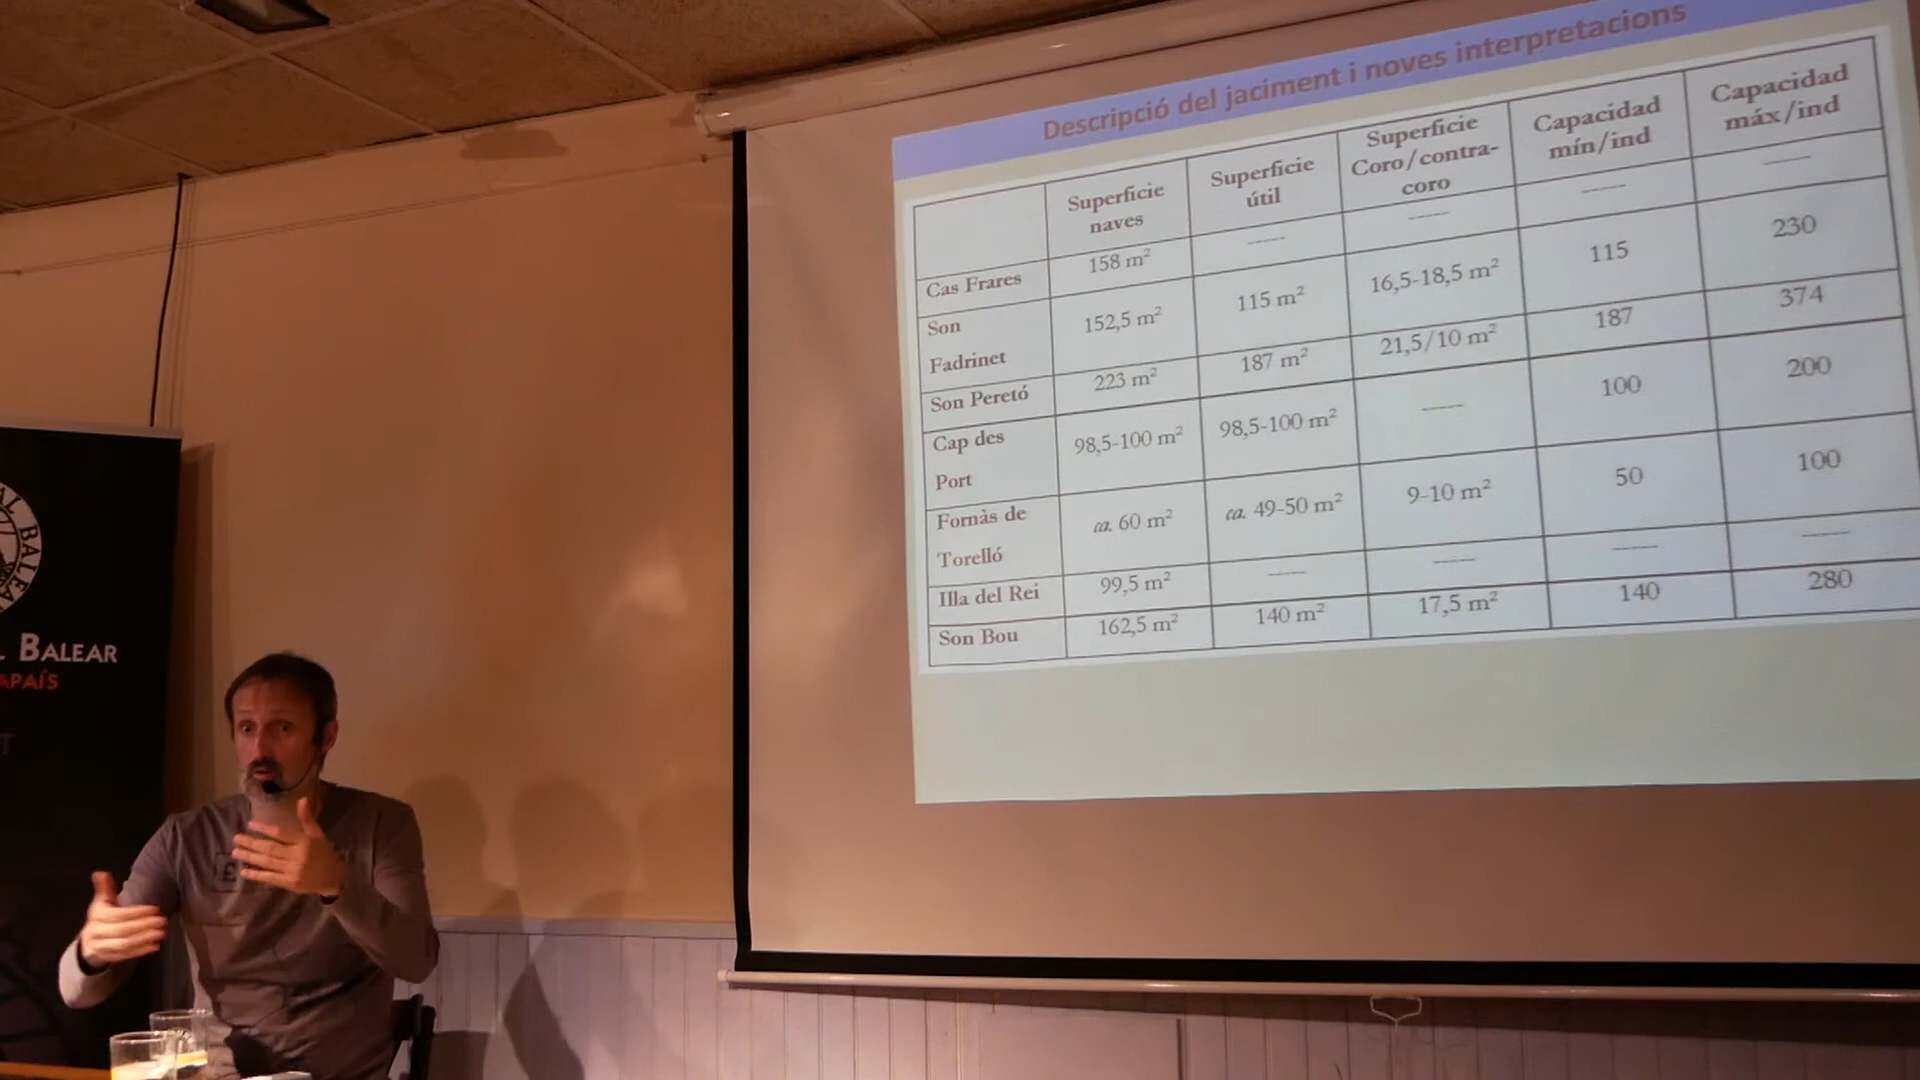 AL BALEA
BALEAR
APAÍS
T
Descripció del jaciment i noves interpretacions
Superficie naves
Superficie útil
Superficie Coro/contra-coro
Capacidad mín/ind
Capacidad máx/ind
Cas Frares 158 m² ---- ---- ---- ----
Son Fadrinet 152,5 m² 115 m² 16,5-18,5 m² 115 230
Son Peretó 223 m² 187 m² 21,5/10 m² 187 374
Cap des Port 98,5-100 m² 98,5-100 m² ---- 100 200
Fornàs de Torelló ca. 60 m² ca. 49-50 m² 9-10 m² 50 100
Illa del Rei 99,5 m² ---- ---- ---- ----
Son Bou 162,5 m² 140 m² 17,5 m² 140 280